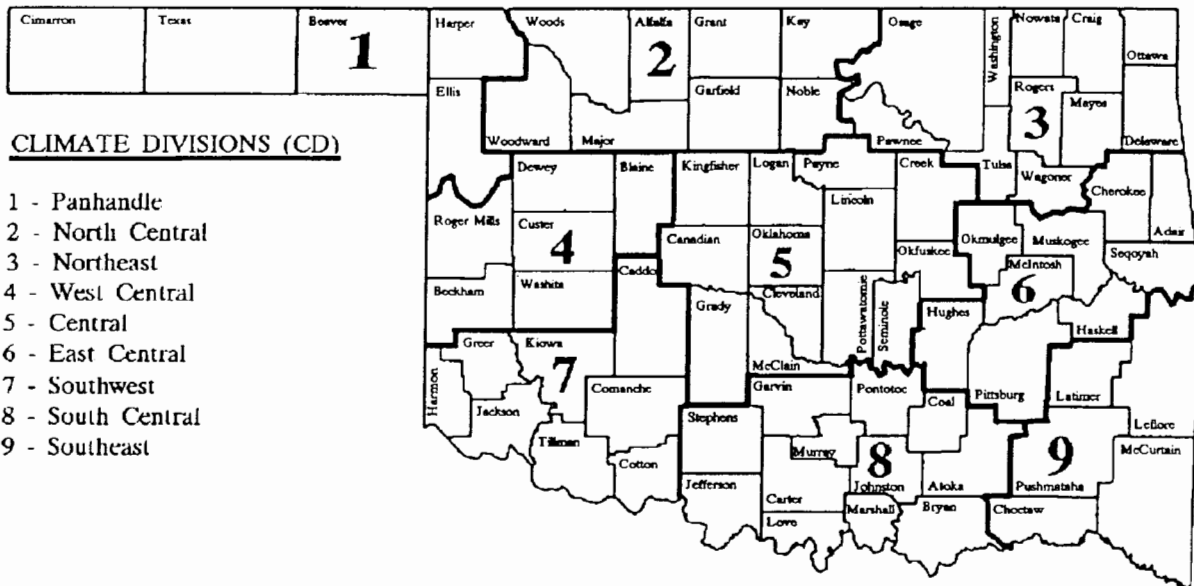 Cimarron Texas Beaver Harper Woods Alfalfa Grant Kay Osage Washington Nowata Craig Ottawa
1 2
Ellis Woodward Major Garfield Noble Pawnee Rogers Mayes Delaware
3
CLIMATE DIVISIONS (CD)
1 - Panhandle
2 - North Central
3 - Northeast
4 - West Central
5 - Central
6 - East Central
7 - Southwest
8 - South Central
9 - Southeast
Dewey Blaine Kingfisher Logan Payne Creek Tulsa Wagoner Cherokee
Roger Mills Custer Canadian Oklahoma Lincoln Okfuskee Okmulgee Muskogee Adair
4 5 6
Beckham Washita Caddo Grady Cleveland Pottawatomie Seminole Hughes McIntosh Seqoyah
Haskell
Greer Kiowa McClain
7
Harmon Jackson Comanche Garvin Pontotoc Coal Pittsburg Latimer
Tillman Cotton Stephens Murray Leflore
8 9
McCurtain
Jefferson Carter Johnston Atoka Pushmataha
Love Marshall Bryan Choctaw